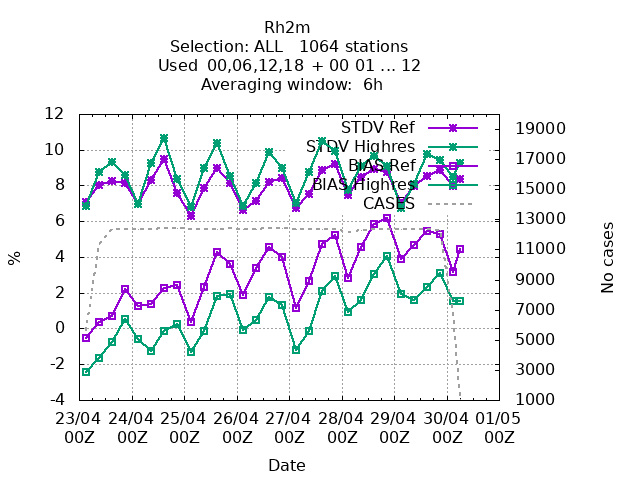 Rh2m
Selection: ALL 1064 stations
Used 00,06,12,18 + 00 01 ... 12
Averaging window: 6h
12
10
8
6
4
2
0
-2
-4
%
19000
17000
15000
13000
11000
9000
7000
5000
3000
1000
No cases
STDV Ref
STDV Highres
BIAS Ref
BIAS Highres
CASES
23/04 24/04 25/04 26/04 27/04 28/04 29/04 30/04 01/05
00Z 00Z 00Z 00Z 00Z 00Z 00Z 00Z 00Z
Date